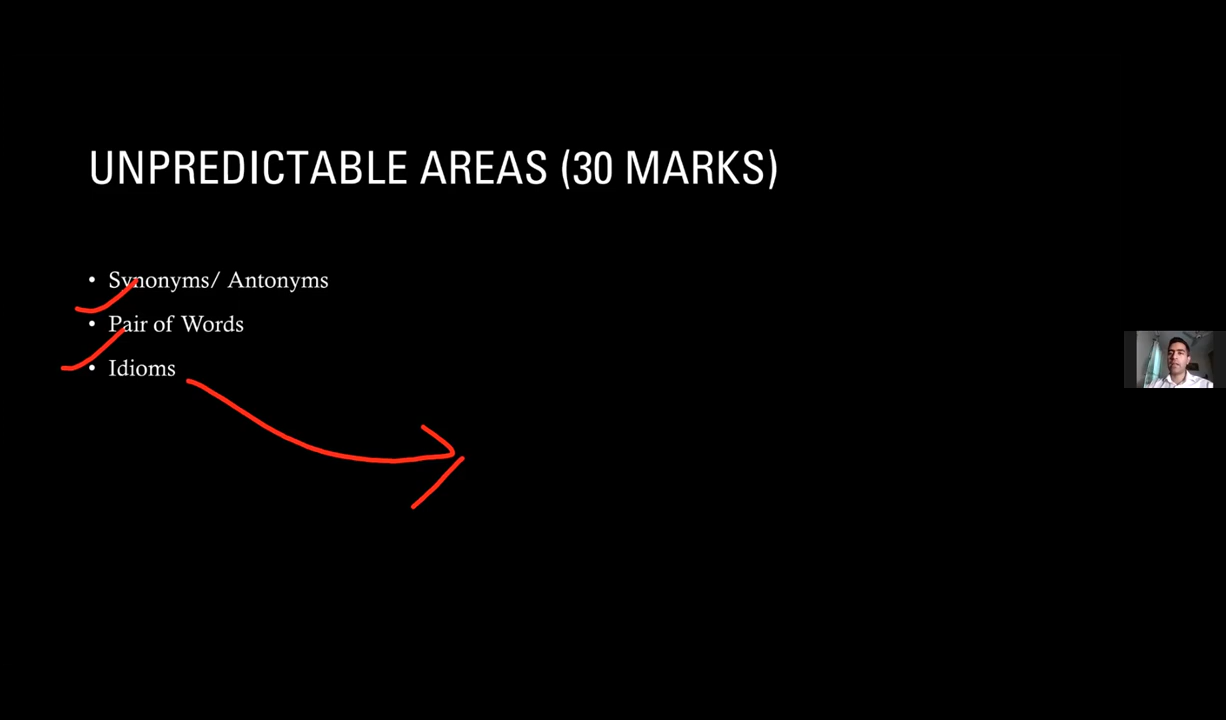 UNPREDICTABLE AREAS (30 MARKS)
• Synonyms/ Antonyms
• Pair of Words
• Idioms